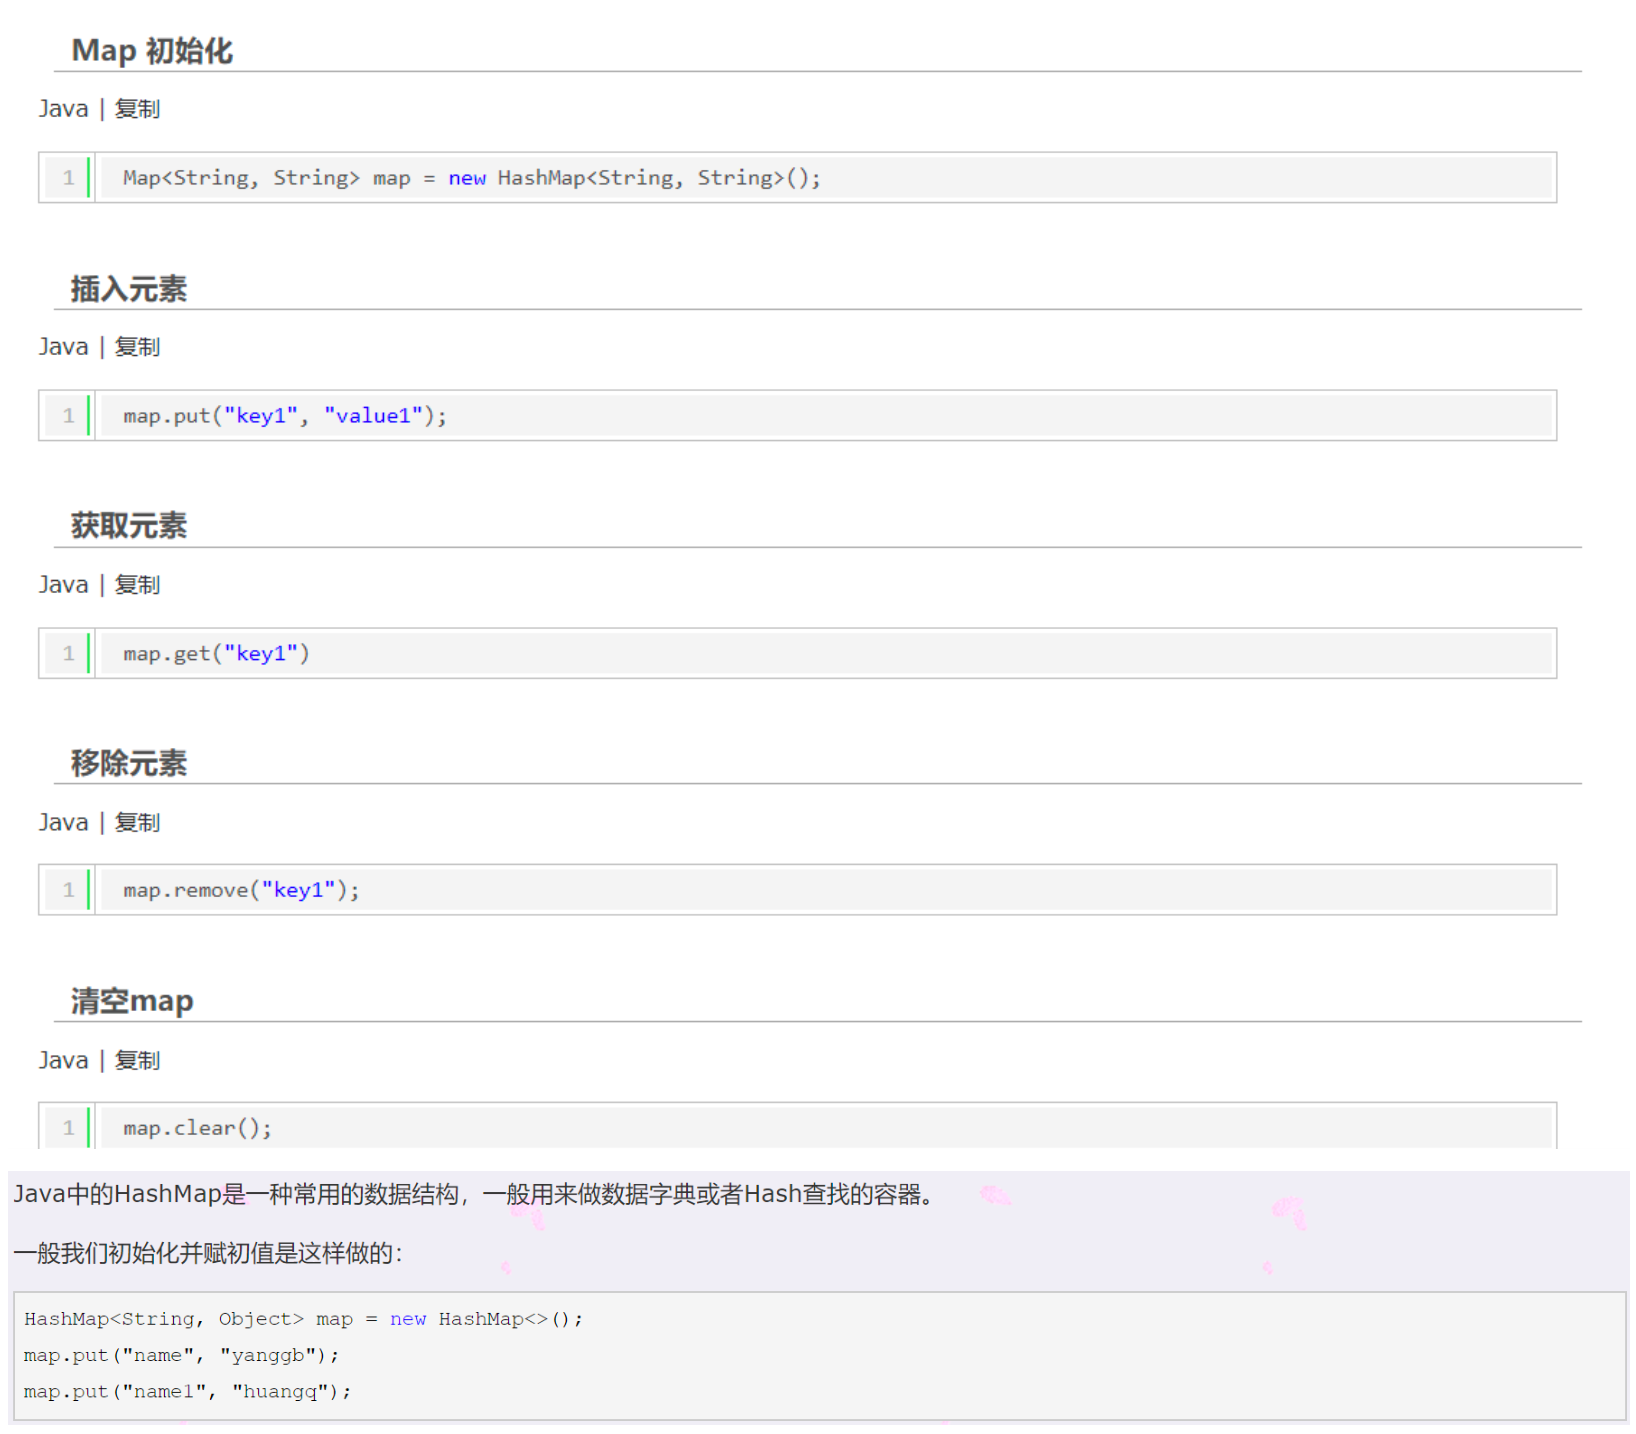 Map 初始化
Java | 复制
1 Map<String, String> map = new HashMap<String, String>();
插入元素
Java | 复制
1 map.put("key1", "value1");
获取元素
Java | 复制
1 map.get("key1")
移除元素
Java | 复制
1 map.remove("key1");
清空map
Java | 复制
1 map.clear();
Java中的HashMap是一种常用的数据结构，一般用来做数据字典或者Hash查找的容器。
一般我们初始化并赋初值是这样做的：
HashMap<String, Object> map = new HashMap<>();
map.put("name", "yanggb");
map.put("name1", "huangq");